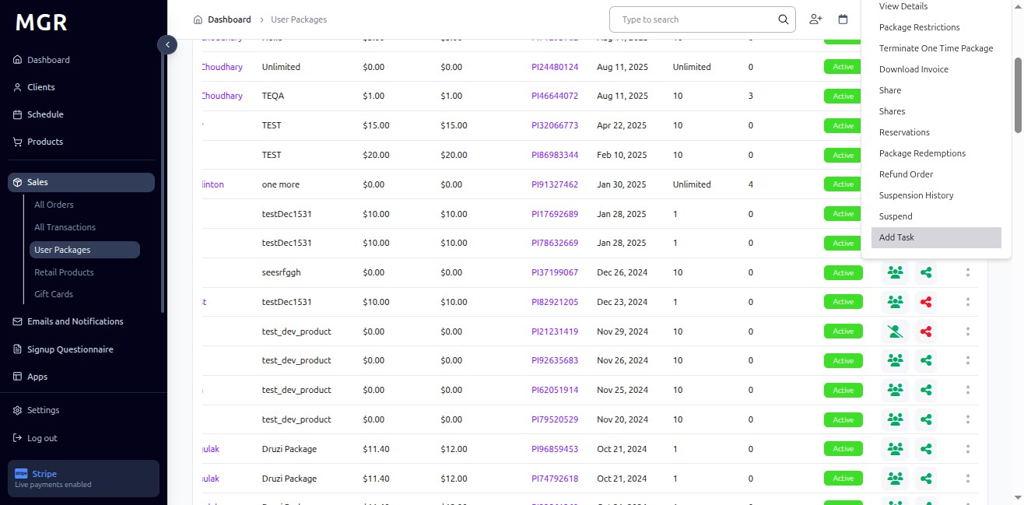 MGR
Dashboard
Clients
Schedule
Products
Sales
All Orders
All Transactions
User Packages
Retail Products
Gift Cards
Emails and Notifications
Signup Questionnaire
Apps
Settings
Log out
Stripe
Live payments enabled
Dashboard > User Packages
Type to search
Choudhary Unlimited $0.00 $0.00 PI24480124 Aug 11, 2025 Unlimited 0 Active
Choudhary TEQA $1.00 $1.00 PI46644072 Aug 11, 2025 10 3 Active
TEST $15.00 $15.00 PI32066773 Apr 22, 2025 10 0 Active
TEST $20.00 $20.00 PI86983344 Feb 10, 2025 10 0 Active
linton one more $0.00 $0.00 PI91327462 Jan 30, 2025 Unlimited 4 Active
testDec1531 $10.00 $10.00 PI17692689 Jan 28, 2025 1 0 Active
testDec1531 $10.00 $10.00 PI78632669 Jan 28, 2025 1 0 Active
seesrfggh $0.00 $0.00 PI37199067 Dec 26, 2024 10 0 Active
t testDec1531 $10.00 $10.00 PI82921205 Dec 23, 2024 1 0 Active
test_dev_product $0.00 $0.00 PI21231419 Nov 29, 2024 10 0 Active
test_dev_product $0.00 $0.00 PI92635683 Nov 26, 2024 10 0 Active
test_dev_product $0.00 $0.00 PI62051914 Nov 25, 2024 10 0 Active
test_dev_product $0.00 $0.00 PI79520529 Nov 20, 2024 10 0 Active
ulak Druzi Package $11.40 $12.00 PI96859453 Oct 21, 2024 1 0 Active
ulak Druzi Package $11.40 $12.00 PI74792618 Oct 21, 2024 1 0 Active
View Details
Package Restrictions
Terminate One Time Package
Download Invoice
Share
Shares
Reservations
Package Redemptions
Refund Order
Suspension History
Suspend
Add Task